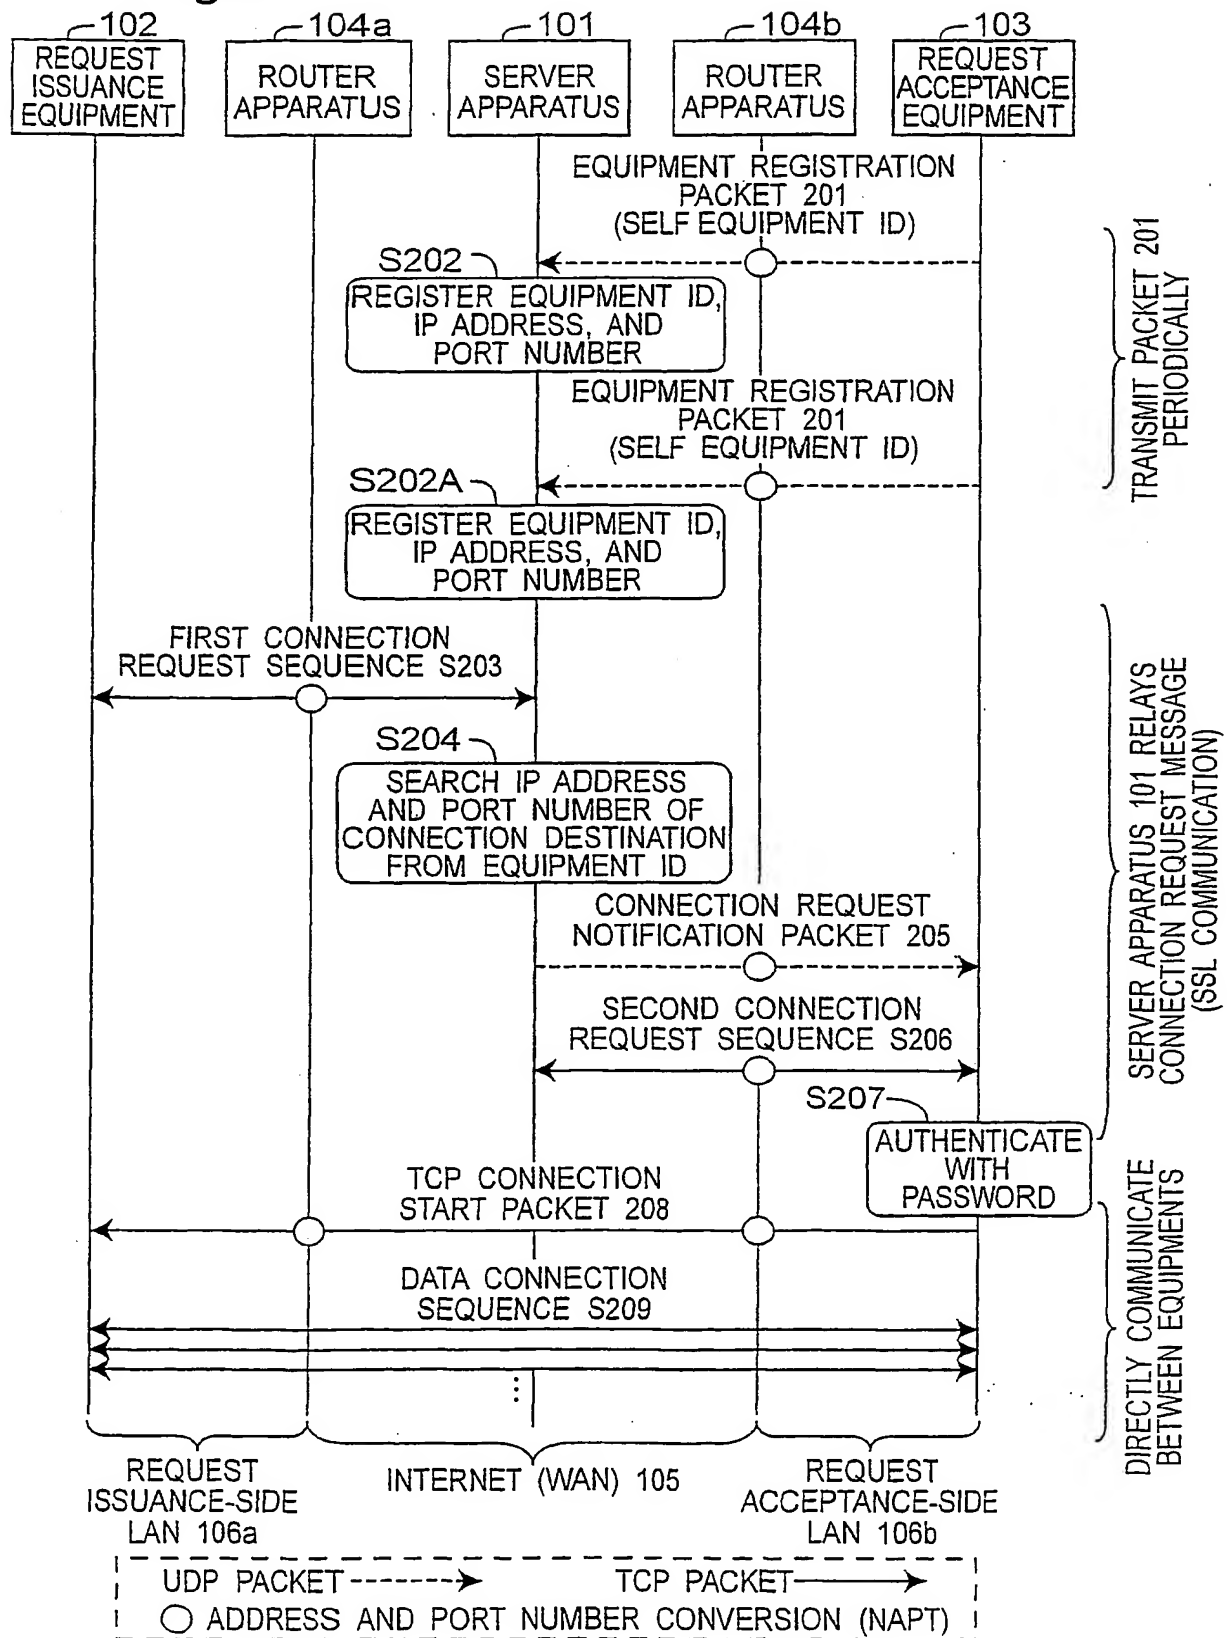 102
104a
101
104b
103
REQUEST
ISSUANCE
EQUIPMENT
ROUTER
APPARATUS
SERVER
APPARATUS
ROUTER
APPARATUS
REQUEST
ACCEPTANCE
EQUIPMENT
EQUIPMENT REGISTRATION
PACKET 201
(SELF EQUIPMENT ID)
S202
REGISTER EQUIPMENT ID,
IP ADDRESS, AND
PORT NUMBER
EQUIPMENT REGISTRATION
PACKET 201
(SELF EQUIPMENT ID)
TRANSMIT PACKET 201
PERIODICALLY
S202A
REGISTER EQUIPMENT ID,
IP ADDRESS, AND
PORT NUMBER
FIRST CONNECTION
REQUEST SEQUENCE S203
S204
SEARCH IP ADDRESS
AND PORT NUMBER OF
CONNECTION DESTINATION
FROM EQUIPMENT ID
CONNECTION REQUEST
NOTIFICATION PACKET 205
SECOND CONNECTION
REQUEST SEQUENCE S206
SERVER APPARATUS 101 RELAYS
CONNECTION REQUEST MESSAGE
(SSL COMMUNICATION)
S207
AUTHENTICATE
WITH
PASSWORD
TCP CONNECTION
START PACKET 208
DATA CONNECTION
SEQUENCE S209
DIRECTLY COMMUNICATE
BETWEEN EQUIPMENTS
REQUEST
ISSUANCE-SIDE
LAN 106a
INTERNET (WAN) 105
REQUEST
ACCEPTANCE-SIDE
LAN 106b
UDP PACKET
TCP PACKET
ADDRESS AND PORT NUMBER CONVERSION (NAPT)